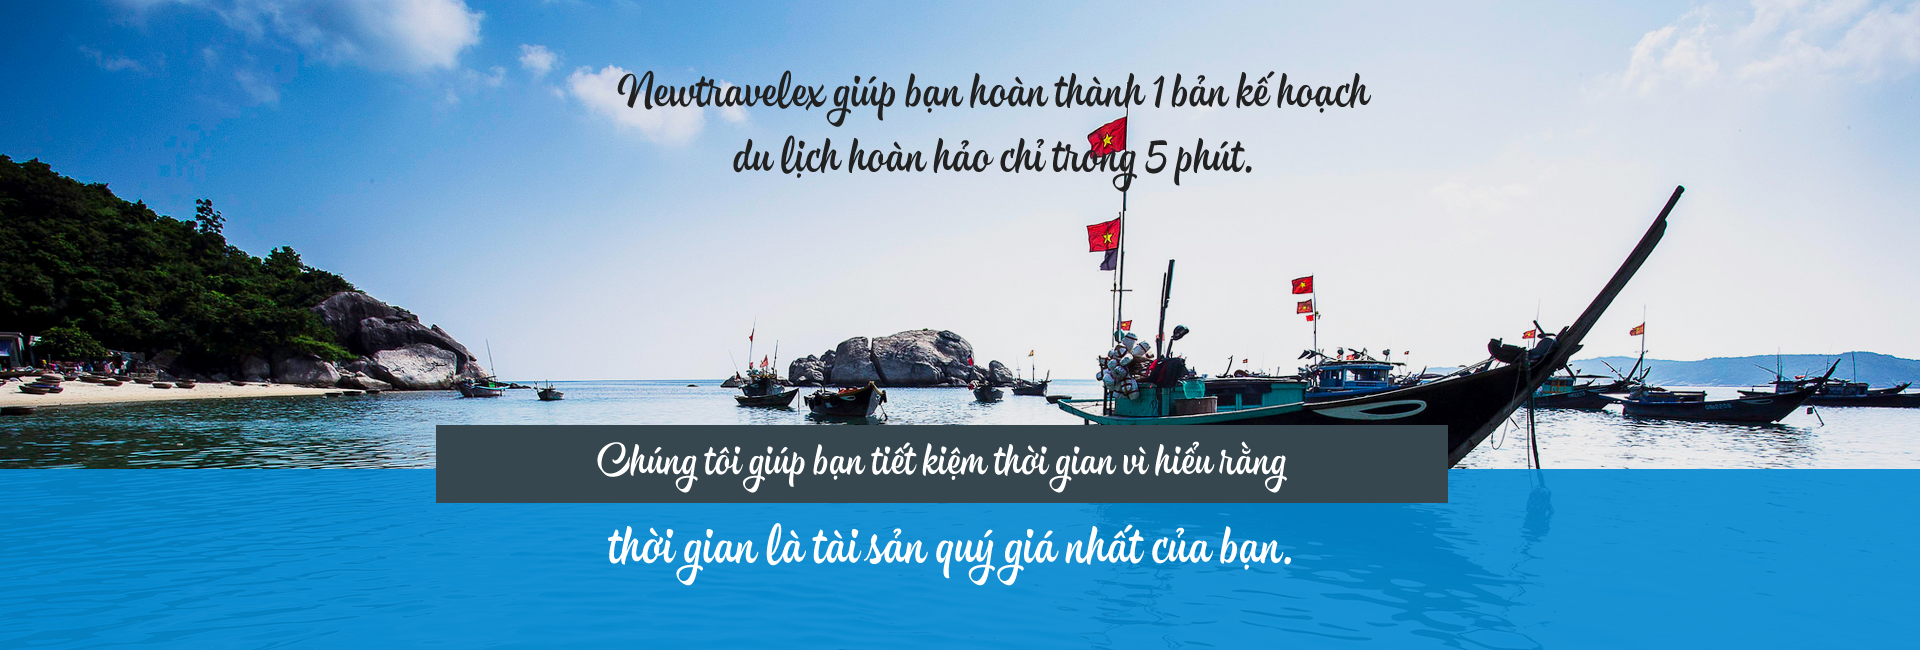 Newtravelex giúp bạn hoàn thành 1 bản kế hoạch
du lịch hoàn hảo chỉ trong 5 phút.
Chúng tôi giúp bạn tiết kiệm thời gian vì hiểu rằng
thời gian là tài sản quý giá nhất của bạn.